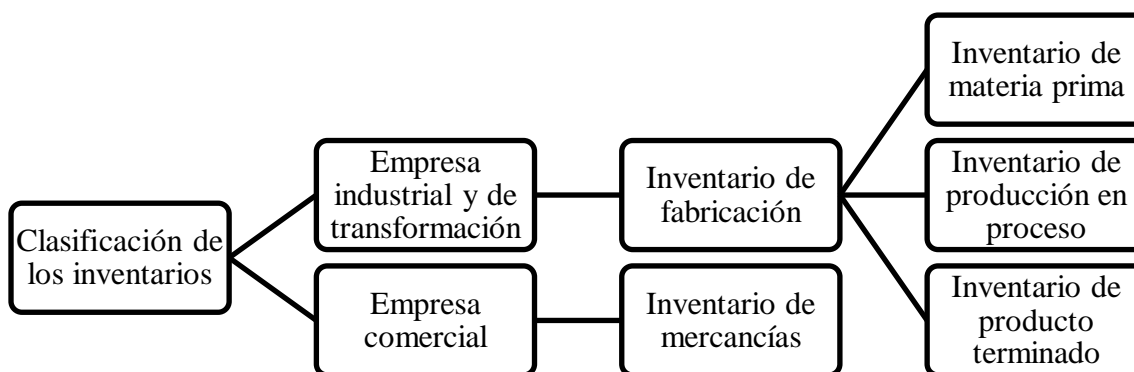 Clasificación de
los inventarios
Empresa
industrial y de
transformación
Inventario de
fabricación
Inventario de
materia prima
Inventario de
producción en
proceso
Inventario de
producto
terminado
Empresa
comercial
Inventario de
mercancías